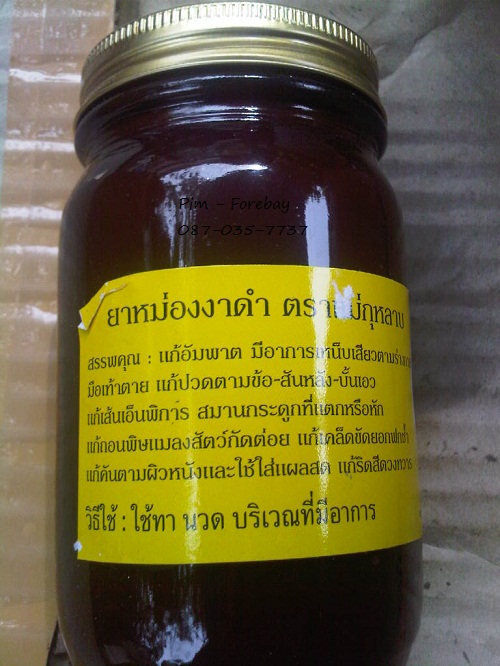 Pim - Forebay
087-035-7737
ยาหม่องงาดำ ตราแม่กุหลาบ
สรรพคุณ : แก้อัมพาต มีอาการเหน็บเสียวตามร่างกาย
มือเท้าตาย แก้ปวดตามข้อ-สันหลัง-บั้นเอว
แก้เส้นเอ็นพิการ สมานกระดูกที่แตกหรือหัก
แก้ถอนพิษแมลงสัตว์กัดต่อย แก้เคล็ดขัดยอกฟกช้ำ
แก้คันตามผิวหนังและใช้ใส่แผลสด แก้ริดสีดวงทวาร
วิธีใช้ : ใช้ทา นวด บริเวณที่มีอาการ